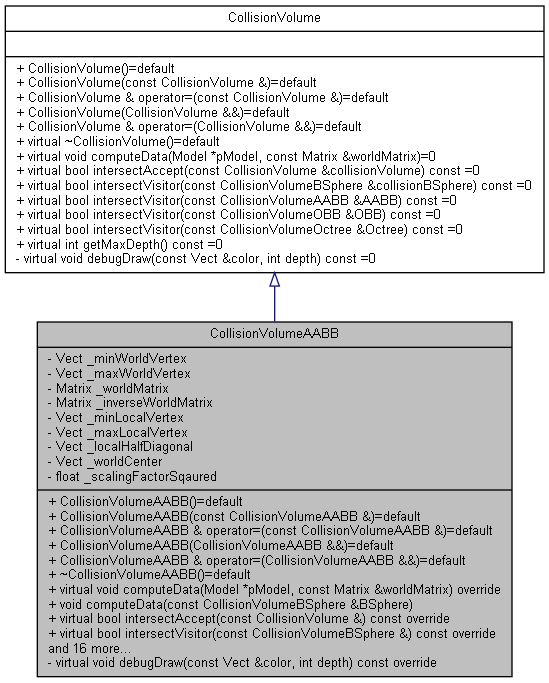 CollisionVolume
+ CollisionVolume()=default
+ CollisionVolume(const CollisionVolume &)=default
+ CollisionVolume & operator=(const CollisionVolume &)=default
+ CollisionVolume(CollisionVolume &&)=default
+ CollisionVolume & operator=(CollisionVolume &&)=default
+ virtual ~CollisionVolume()=default
+ virtual void computeData(Model *pModel, const Matrix &worldMatrix)=0
+ virtual bool intersectAccept(const CollisionVolume &collisionVolume) const =0
+ virtual bool intersectVisitor(const CollisionVolumeBSphere &collisionBSphere) const =0
+ virtual bool intersectVisitor(const CollisionVolumeAABB &AABB) const =0
+ virtual bool intersectVisitor(const CollisionVolumeOBB &OBB) const =0
+ virtual bool intersectVisitor(const CollisionVolumeOctree &Octree) const =0
+ virtual int getMaxDepth() const =0
- virtual void debugDraw(const Vect &color, int depth) const =0
CollisionVolumeAABB
- Vect _minWorldVertex
- Vect _maxWorldVertex
- Matrix _worldMatrix
- Matrix _inverseWorldMatrix
- Vect _minLocalVertex
- Vect _maxLocalVertex
- Vect _localHalfDiagonal
- Vect _worldCenter
- float _scalingFactorSqaured
+ CollisionVolumeAABB()=default
+ CollisionVolumeAABB(const CollisionVolumeAABB &)=default
+ CollisionVolumeAABB & operator=(const CollisionVolumeAABB &)=default
+ CollisionVolumeAABB(CollisionVolumeAABB &&)=default
+ CollisionVolumeAABB & operator=(CollisionVolumeAABB &&)=default
+ ~CollisionVolumeAABB()=default
+ virtual void computeData(Model *pModel, const Matrix &worldMatrix) override
+ void computeData(const CollisionVolumeBSphere &BSphere)
+ virtual bool intersectAccept(const CollisionVolume &) const override
+ virtual bool intersectVisitor(const CollisionVolumeBSphere &) const override
and 16 more...
- virtual void debugDraw(const Vect &color, int depth) const override